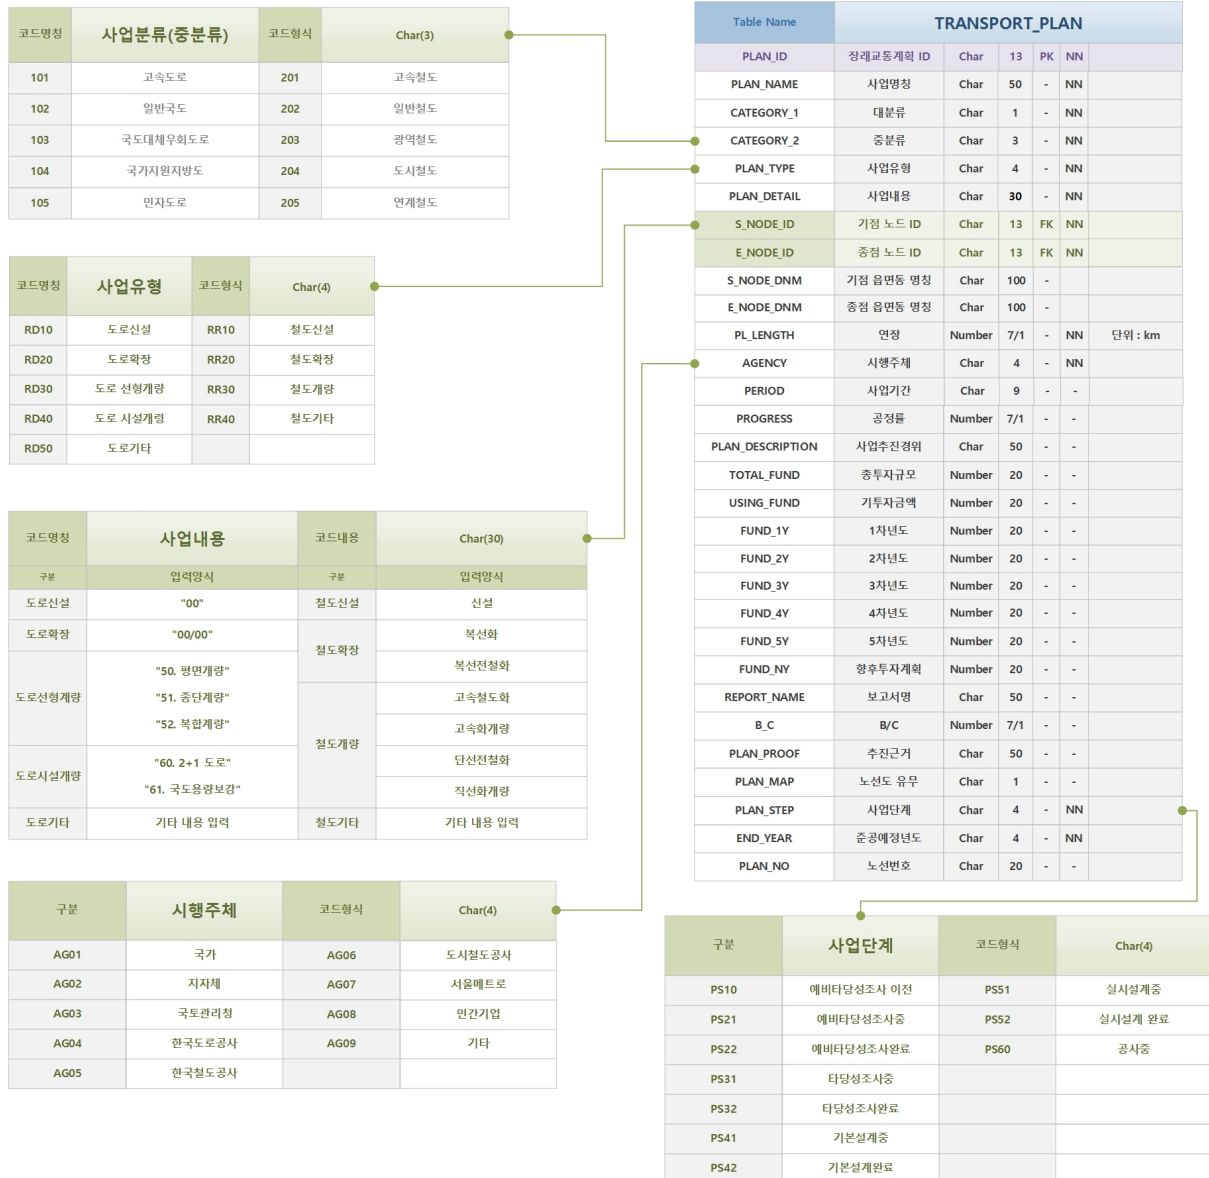 코드명칭 사업분류(중분류) 코드형식 Char(3)
101 고속도로 201 고속철도
102 일반국도 202 일반철도
103 국도대체우회도로 203 광역철도
104 국가지원지방도 204 도시철도
105 민자도로 205 연계철도
코드명칭 사업유형 코드형식 Char(4)
RD10 도로신설 RR10 철도신설
RD20 도로확장 RR20 철도확장
RD30 도로 선형개량 RR30 철도개량
RD40 도로 시설개령 RR40 철도기타
RD50 도로기타
코드명칭 사업내용 코드내용 Char(30)
구분 입력양식 구분 입력양식
도로신설 "00" 철도신설 신설
도로확장 "00/00" 철도확장 복선화
복선전철화
도로선형계량 "50. 평면개량" 철도개량 고속철도화
"51. 종단계량"
"52. 복합계량" 고속화개량
도로시설개량 "60. 2+1 도로" 단선전철화
"61. 국도용량보강" 직선화개량
도로기타 기타 내용 입력 철도기타 기타 내용 입력
구분 시행주체 코드형식 Char(4)
AG01 국가 AG06 도시철도공사
AG02 지자체 AG07 서울메트로
AG03 국토관리청 AG08 민간기업
AG04 한국도로공사 AG09 기타
AG05 한국철도공사
Table Name TRANSPORT_PLAN
PLAN_ID 장래교통계획 ID Char 13 PK NN
PLAN_NAME 사업명칭 Char 50 - NN
CATEGORY_1 대분류 Char 1 - NN
CATEGORY_2 중분류 Char 3 - NN
PLAN_TYPE 사업유형 Char 4 - NN
PLAN_DETAIL 사업내용 Char 30 - NN
S_NODE_ID 기점 노드 ID Char 13 FK NN
E_NODE_ID 종점 노드 ID Char 13 FK NN
S_NODE_DNM 기점 읍면동 명칭 Char 100 -
E_NODE_DNM 종점 읍면동 명칭 Char 100 -
PL_LENGTH 연장 Number 7/1 - NN 단위 : km
AGENCY 시행주체 Char 4 - NN
PERIOD 사업기간 Char 9 - -
PROGRESS 공정률 Number 7/1 - -
PLAN_DESCRIPTION 사업추진경위 Char 50 - -
TOTAL_FUND 총투자규모 Number 20 - -
USING_FUND 기투자금액 Number 20 - -
FUND_1Y 1차년도 Number 20 - -
FUND_2Y 2차년도 Number 20 - -
FUND_3Y 3차년도 Number 20 - -
FUND_4Y 4차년도 Number 20 - -
FUND_5Y 5차년도 Number 20 - -
FUND_NY 향후투자계획 Number 20 - -
REPORT_NAME 보고서명 Char 50 - -
B_C B/C Number 7/1 - -
PLAN_PROOF 추진근거 Char 50 - -
PLAN_MAP 노선도 유무 Char 1 - -
PLAN_STEP 사업단계 Char 4 - NN
END_YEAR 준공예정년도 Char 4 - NN
PLAN_NO 노선번호 Char 20 - -
구분 사업단계 코드형식 Char(4)
PS10 예비타당성조사 이전 PS51 실시설계중
PS21 예비타당성조사중 PS52 실시설계 완료
PS22 예비타당성조사완료 PS60 공사중
PS31 타당성조사중
PS32 타당성조사완료
PS41 기본설계중
PS42 기본설계완료